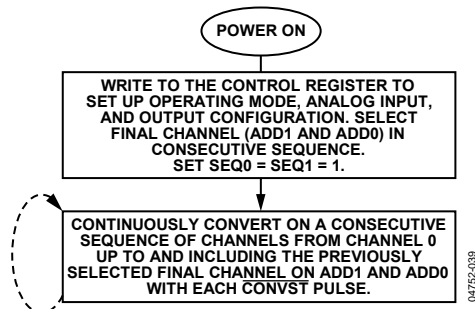 POWER ON
WRITE TO THE CONTROL REGISTER TO
SET UP OPERATING MODE, ANALOG INPUT,
AND OUTPUT CONFIGURATION. SELECT
FINAL CHANNEL (ADD1 AND ADD0) IN
CONSECUTIVE SEQUENCE.
SET SEQ0 = SEQ1 = 1.
CONTINUOUSLY CONVERT ON A CONSECUTIVE
SEQUENCE OF CHANNELS FROM CHANNEL 0
UP TO AND INCLUDING THE PREVIOUSLY
SELECTED FINAL CHANNEL ON ADD1 AND ADD0
WITH EACH CONVST PULSE.
04752-039